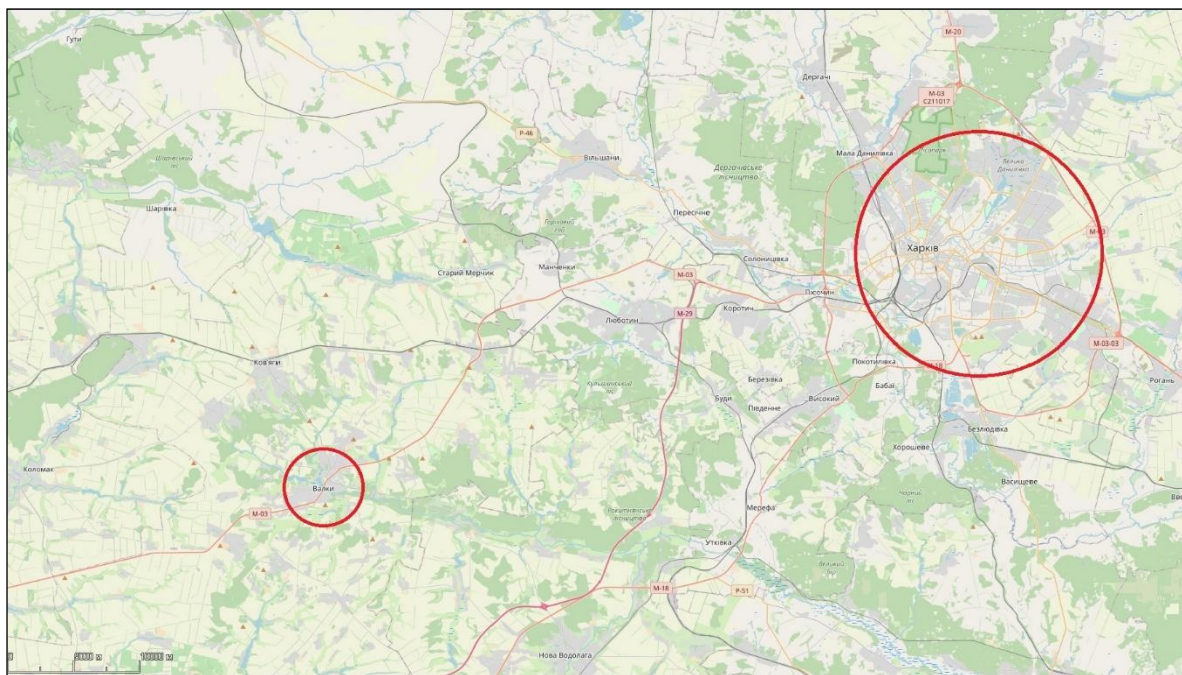 Гути
М-20
Дергачі
М-03
С211017
Р-46
Вільшани
Мала Данилівка
Велика
Данилівка
Дергачівське
лісництво
Шарівка
Пересічне
М-03
Харків
Старий Мерчик
Манченки
Солоницівка
М-03
Пісочин
Люботин
М-29
Коротич
М-03-03
Ков'яги
Покотилівка
М-18
Бабаї
Рогань
Березівка
Буди
Південне
Високий
Безлюдівка
Хорошеве
Коломак
Валки
Васищеве
М-03
Мерефа
Утківка
М-18
Р-51
Нова Водолага